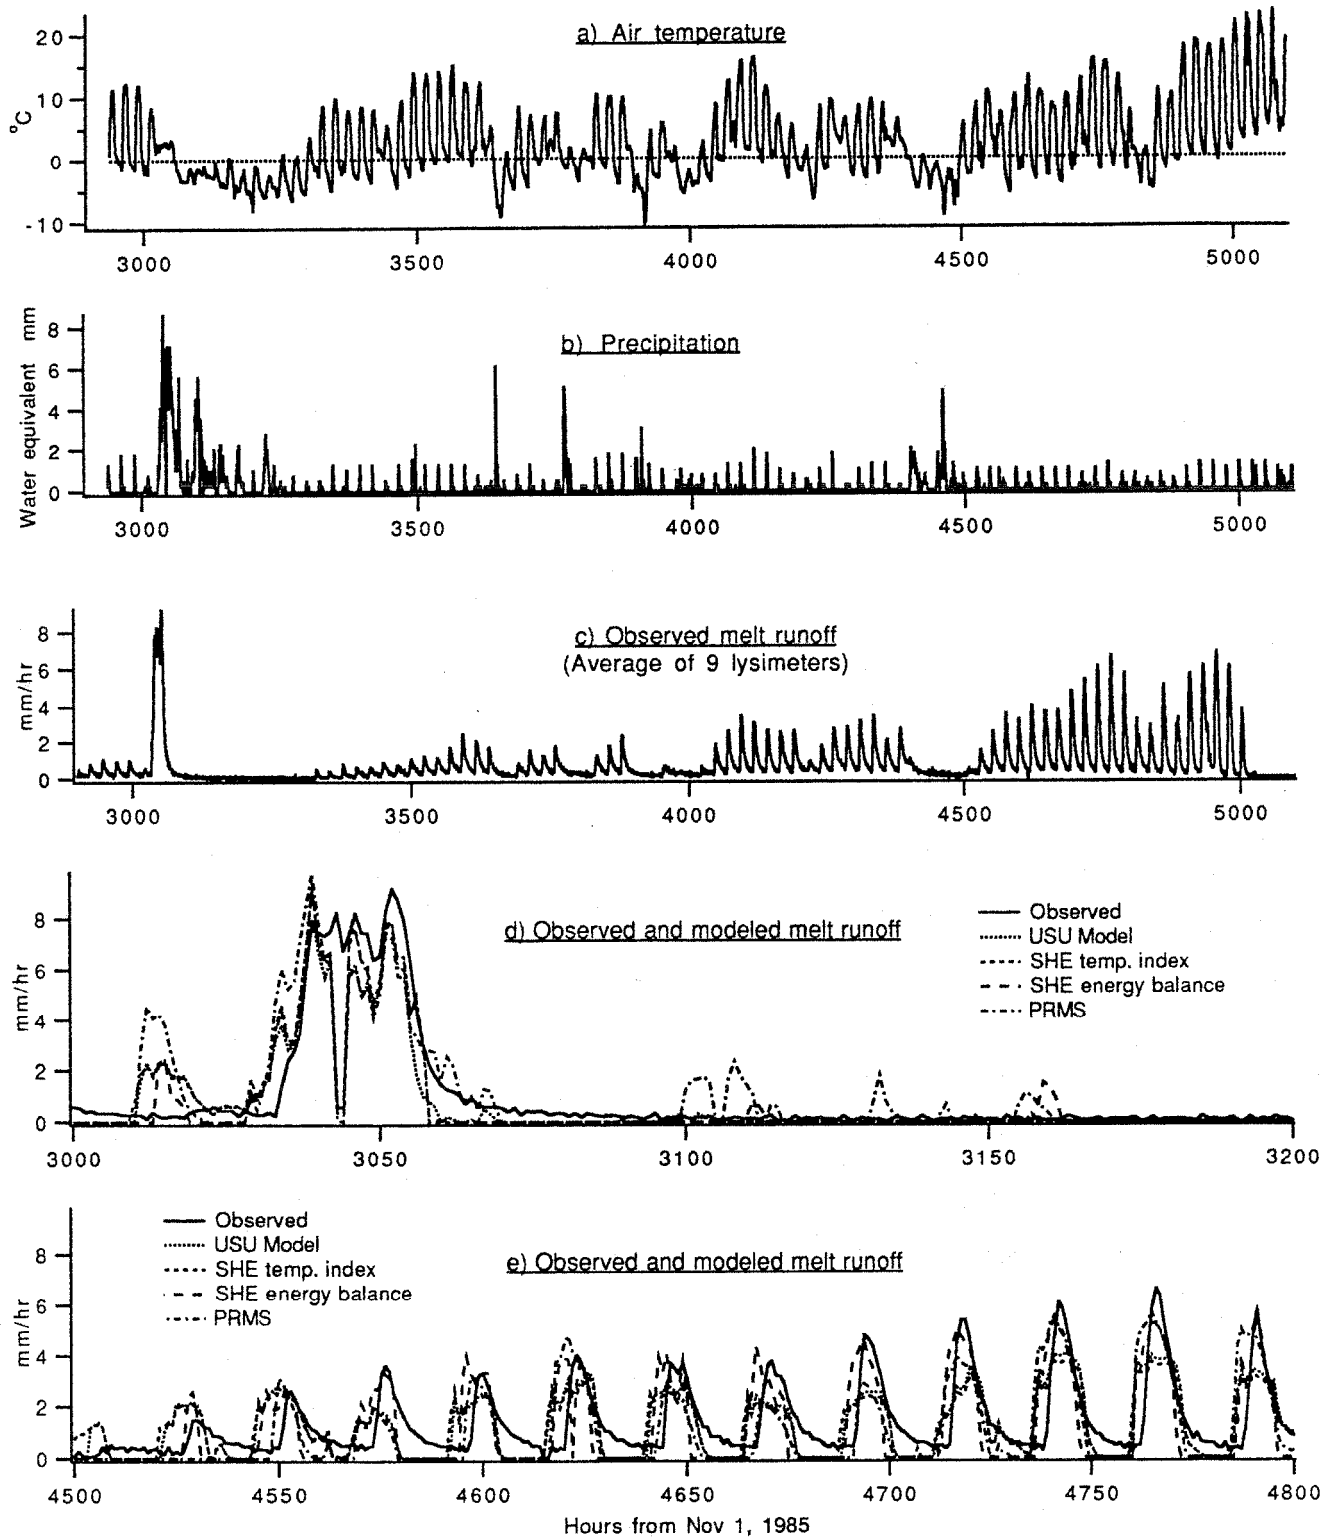 a) Air temperature
20
10
0
-10
°C
3000 3500 4000 4500 5000
b) Precipitation
8
6
4
2
0
Water equivalent mm
3000 3500 4000 4500 5000
c) Observed melt runoff
(Average of 9 lysimeters)
8
6
4
2
0
mm/hr
3000 3500 4000 4500 5000
d) Observed and modeled melt runoff
Observed
USU Model
SHE temp. index
SHE energy balance
PRMS
8
6
4
2
0
mm/hr
3000 3050 3100 3150 3200
Observed
USU Model
SHE temp. index
SHE energy balance
PRMS
e) Observed and modeled melt runoff
8
6
4
2
0
mm/hr
4500 4550 4600 4650 4700 4750 4800
Hours from Nov 1, 1985